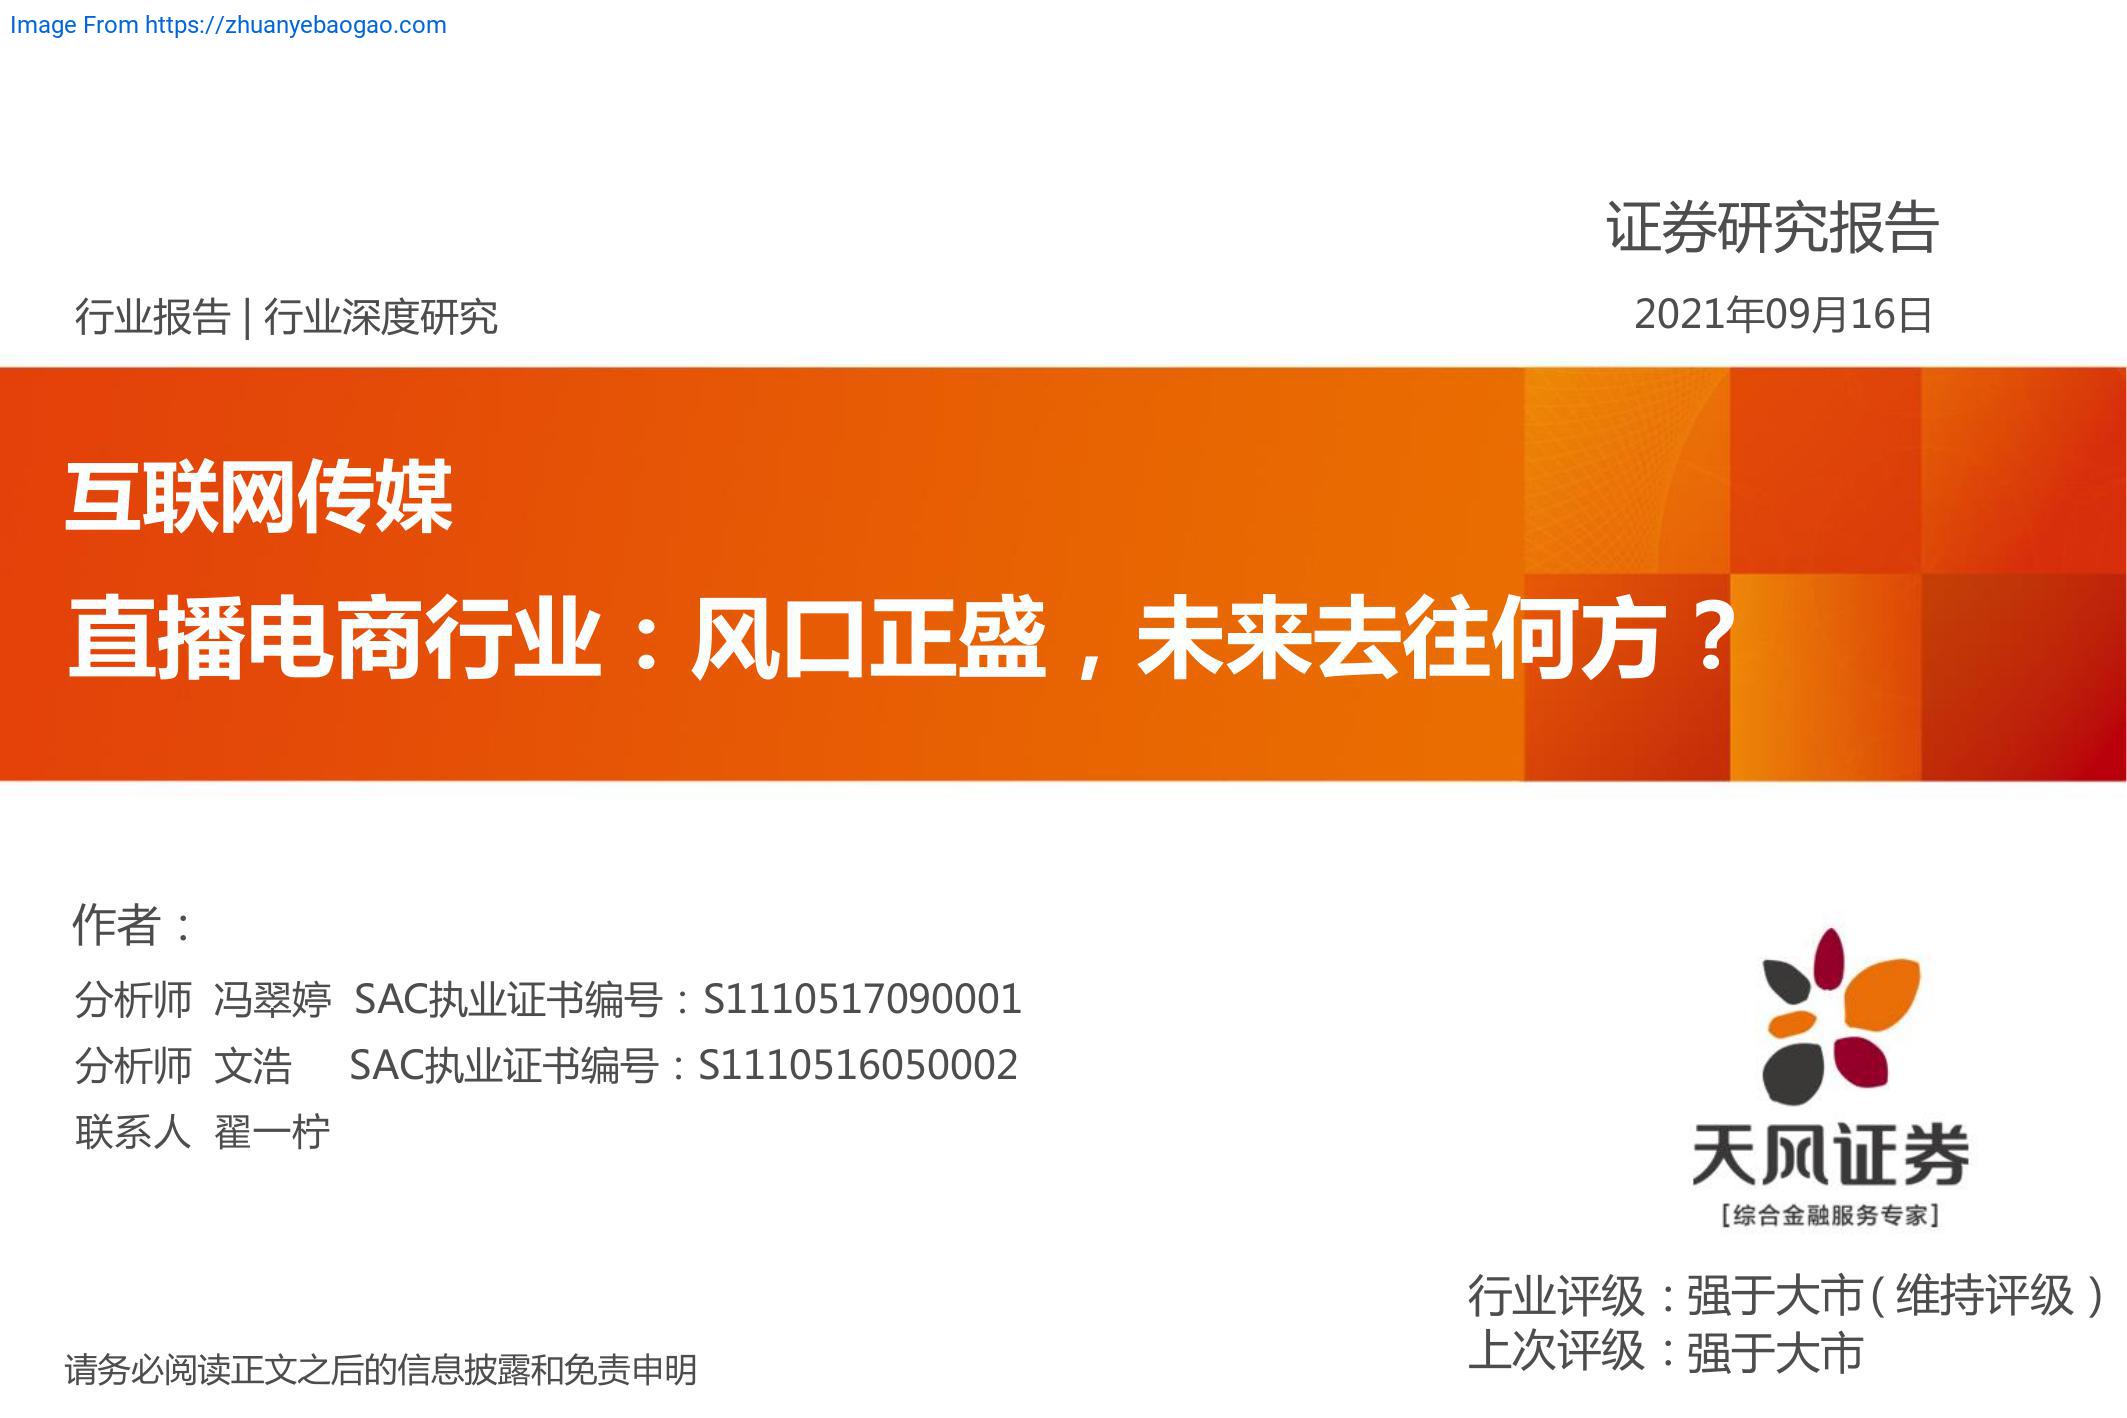 Image From https://zhuanyebaogao.com
证券研究报告
行业报告 | 行业深度研究
2021年09月16日
互联网传媒
直播电商行业：风口正盛，未来去往何方？
作者：
分析师 冯翠婷 SAC执业证书编号：S1110517090001
分析师 文浩 SAC执业证书编号：S1110516050002
联系人 翟一柠
天风证券
[综合金融服务专家]
行业评级：强于大市（维持评级）
上次评级：强于大市
请务必阅读正文之后的信息披露和免责申明